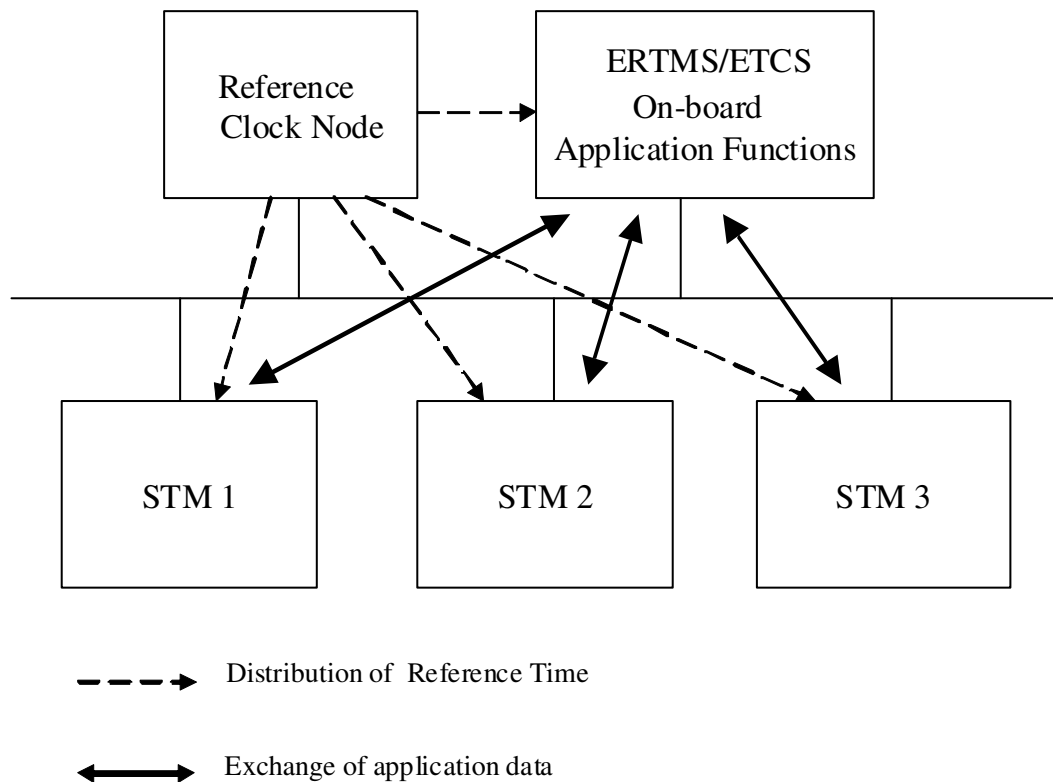 Reference
Clock Node
ERTMS/ETCS
On-board
Application Functions
STM 1
STM 2
STM 3
Distribution of Reference Time
Exchange of application data